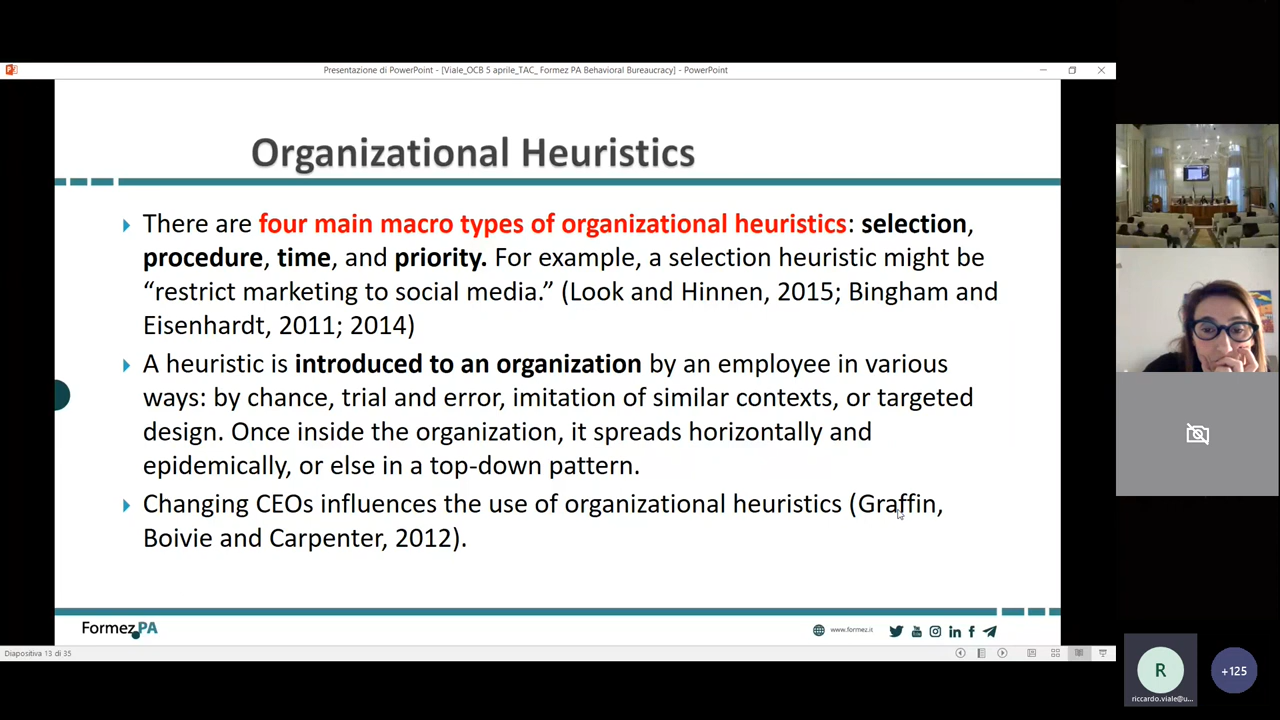 Presentazione di PowerPoint - [Viale_OCB 5 aprile_TAC_ Formez PA Behavioral Bureaucracy] - PowerPoint
Organizational Heuristics
There are four main macro types of organizational heuristics: selection,
procedure, time, and priority. For example, a selection heuristic might be
“restrict marketing to social media.” (Look and Hinnen, 2015; Bingham and
Eisenhardt, 2011; 2014)
A heuristic is introduced to an organization by an employee in various
ways: by chance, trial and error, imitation of similar contexts, or targeted
design. Once inside the organization, it spreads horizontally and
epidemically, or else in a top-down pattern.
Changing CEOs influences the use of organizational heuristics (Graffin,
Boivie and Carpenter, 2012).
Formez PA
www.formez.it
Diapositiva 13 di 35
R
riccardo.viale@u...
+125